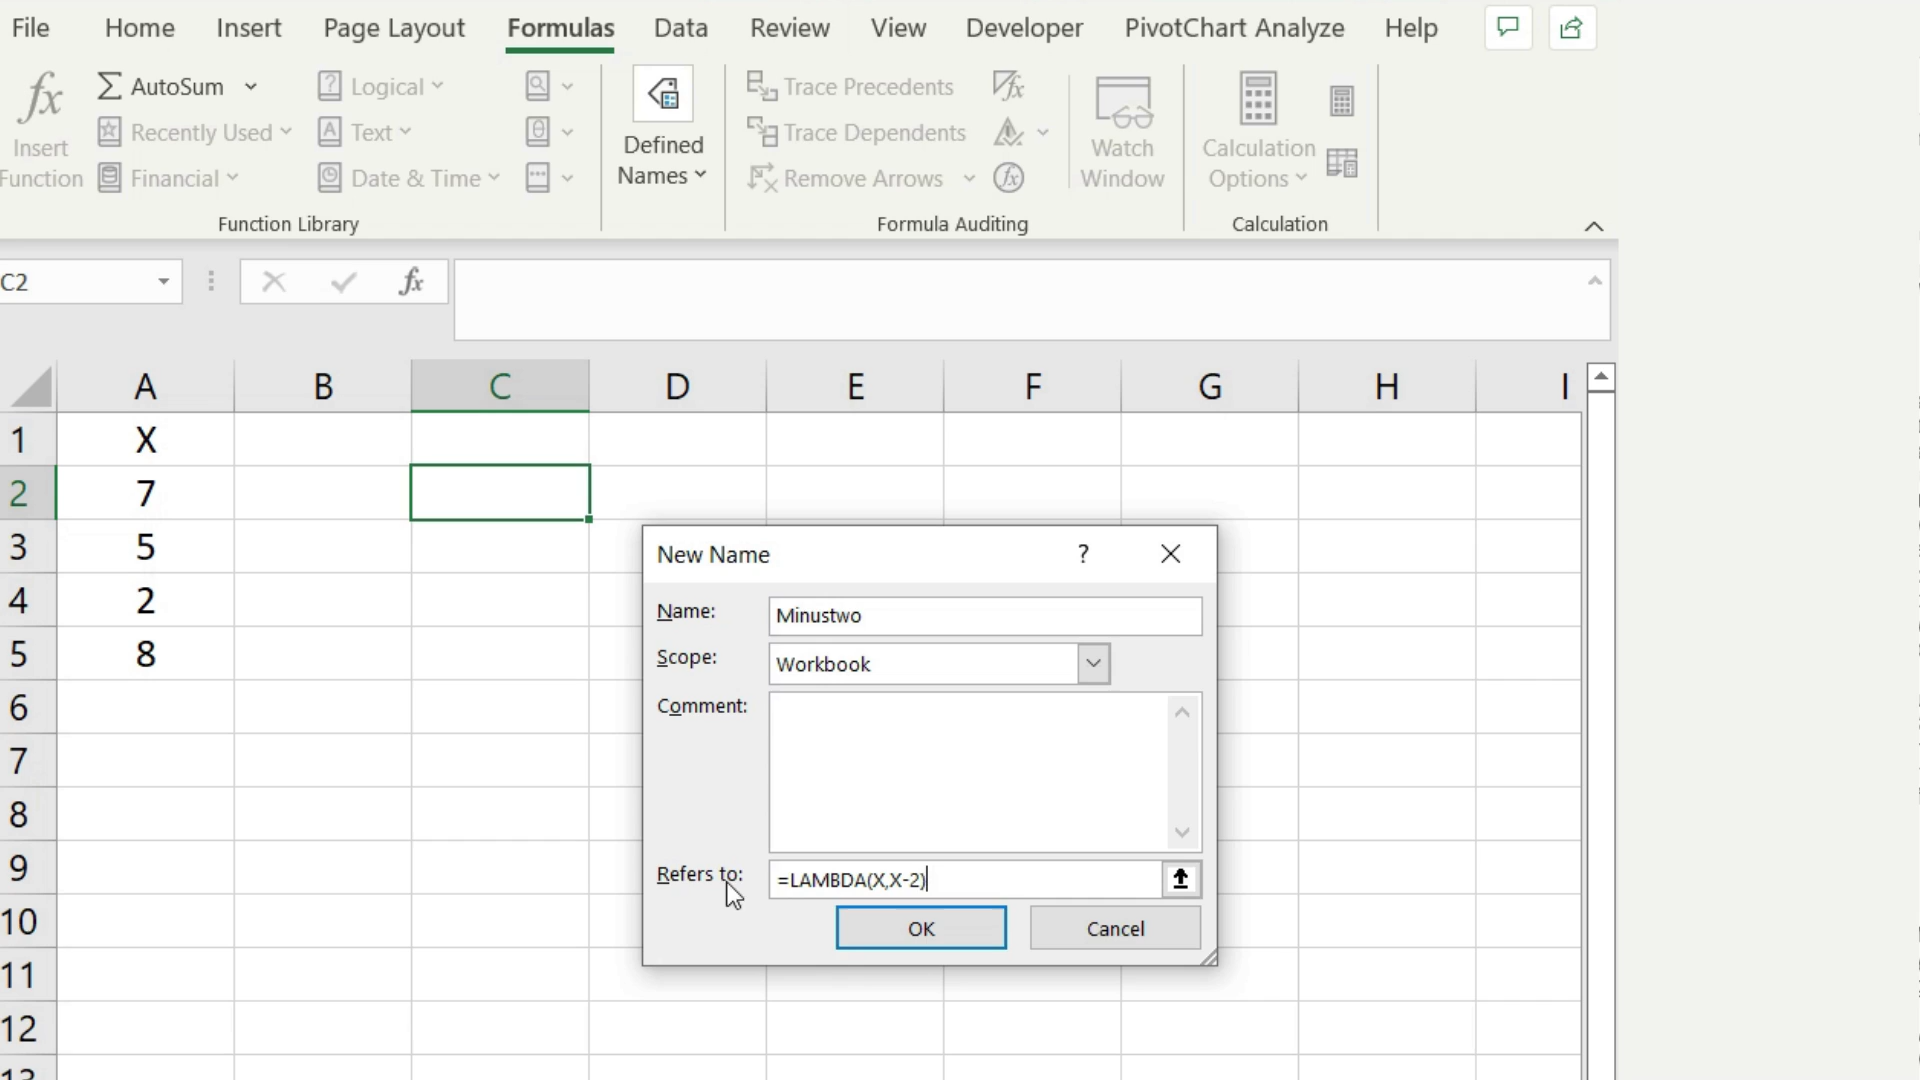 File Home Insert Page Layout Formulas Data Review View Developer PivotChart Analyze Help
AutoSum
Recently Used
Financial
Insert
Function
Logical
Text
Date & Time
Function Library
Defined
Names
Trace Precedents
Trace Dependents
Remove Arrows
Formula Auditing
Watch
Window
Calculation
Options
Calculation
C2
fx
A B C D E F G H I
1 X
2 7
3 5
4 2
5 8
6
7
8
9
10
11
12
13
New Name ?
Name: Minustwo
Scope: Workbook
Comment:
Refers to: =LAMBDA(X,X-2)
OK Cancel